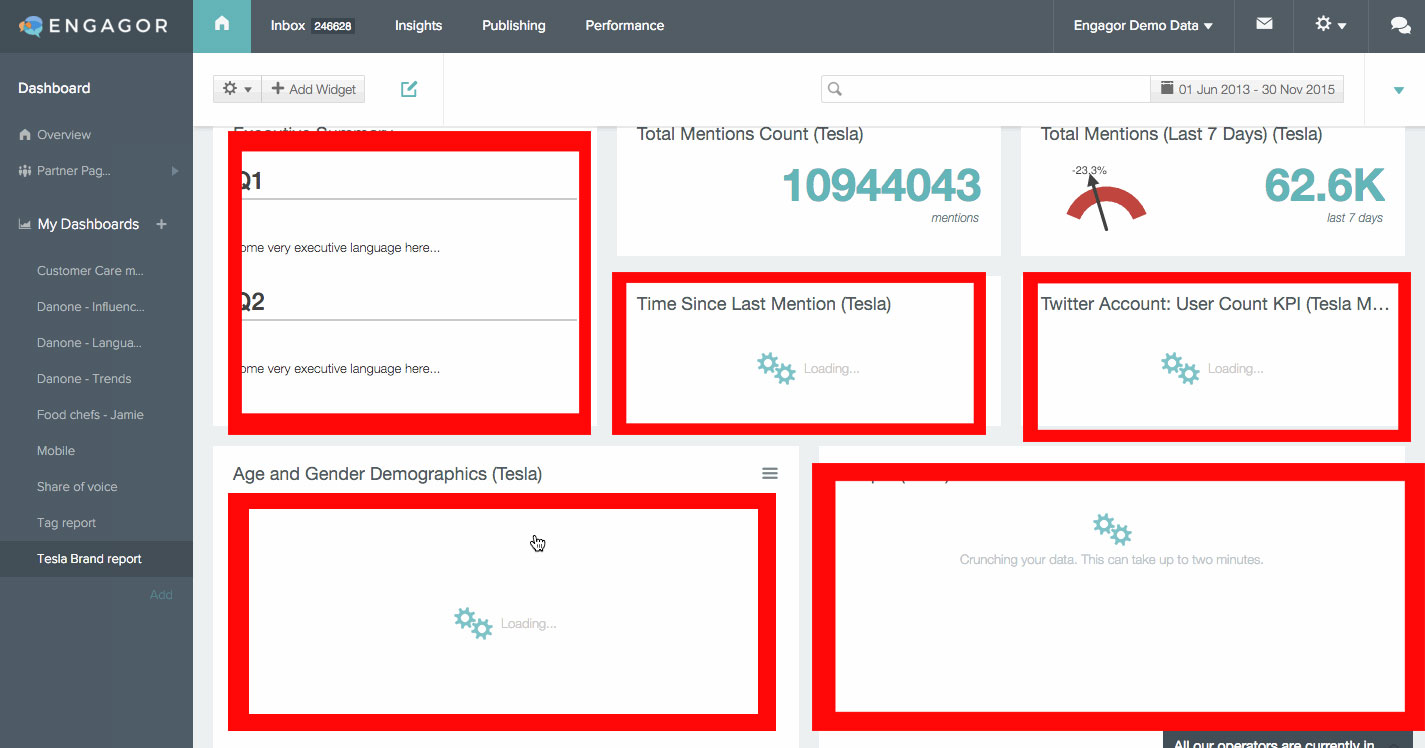 ENGAGOR
Inbox 246628 Insights Publishing Performance
Engagor Demo Data
Dashboard
Overview
Partner Pag...
My Dashboards +
Customer Care m...
Danone - Influenc...
Danone - Langua...
Danone - Trends
Food chefs - Jamie
Mobile
Share of voice
Tag report
Tesla Brand report
Add
+ Add Widget
01 Jun 2013 - 30 Nov 2015
Executive Summary
Q1
ome very executive language here...
Q2
ome very executive language here...
Total Mentions Count (Tesla)
10944043
mentions
Total Mentions (Last 7 Days) (Tesla)
-23.3%
62.6K
last 7 days
Time Since Last Mention (Tesla)
Loading...
Twitter Account: User Count KPI (Tesla M...
Loading...
Age and Gender Demographics (Tesla)
Loading...
Crunching your data. This can take up to two minutes.
All our operators are currently in